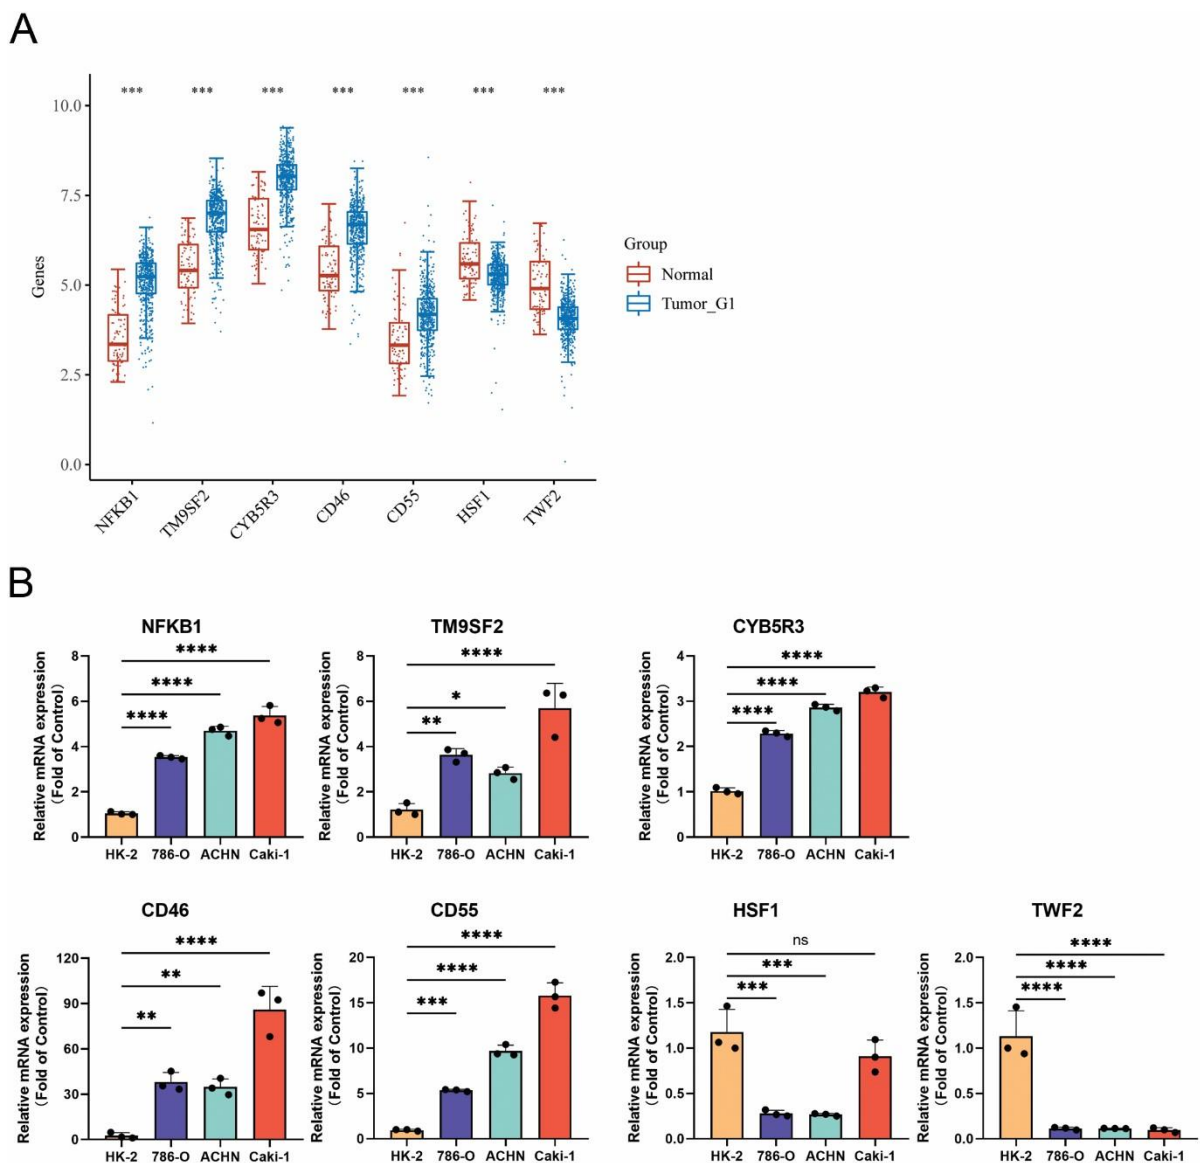 A
*** *** *** *** *** *** ***
10.0
7.5
5.0
2.5
0.0
Genes
NFKB1 TM9SF2 CYB5R3 CD46 CD55 HSF1 TWF2
Group
Normal
Tumor_G1
B
NFKB1
Relative mRNA expression
(Fold of Control)
8
6
4
2
0
****
****
****
HK-2 786-O ACHN Caki-1
TM9SF2
Relative mRNA expression
(Fold of Control)
8
6
4
2
0
****
*
**
HK-2 786-O ACHN Caki-1
CYB5R3
Relative mRNA expression
(Fold of Control)
4
3
2
1
0
****
****
****
HK-2 786-O ACHN Caki-1
CD46
Relative mRNA expression
(Fold of Control)
120
90
60
30
0
****
**
**
HK-2 786-O ACHN Caki-1
CD55
Relative mRNA expression
(Fold of Control)
20
15
10
5
0
****
****
***
HK-2 786-O ACHN Caki-1
HSF1
Relative mRNA expression
(Fold of Control)
2.0
1.5
1.0
0.5
0.0
ns
***
***
HK-2 786-O ACHN Caki-1
TWF2
Relative mRNA expression
(Fold of Control)
2.0
1.5
1.0
0.5
0.0
****
****
****
HK-2 786-O ACHN Caki-1